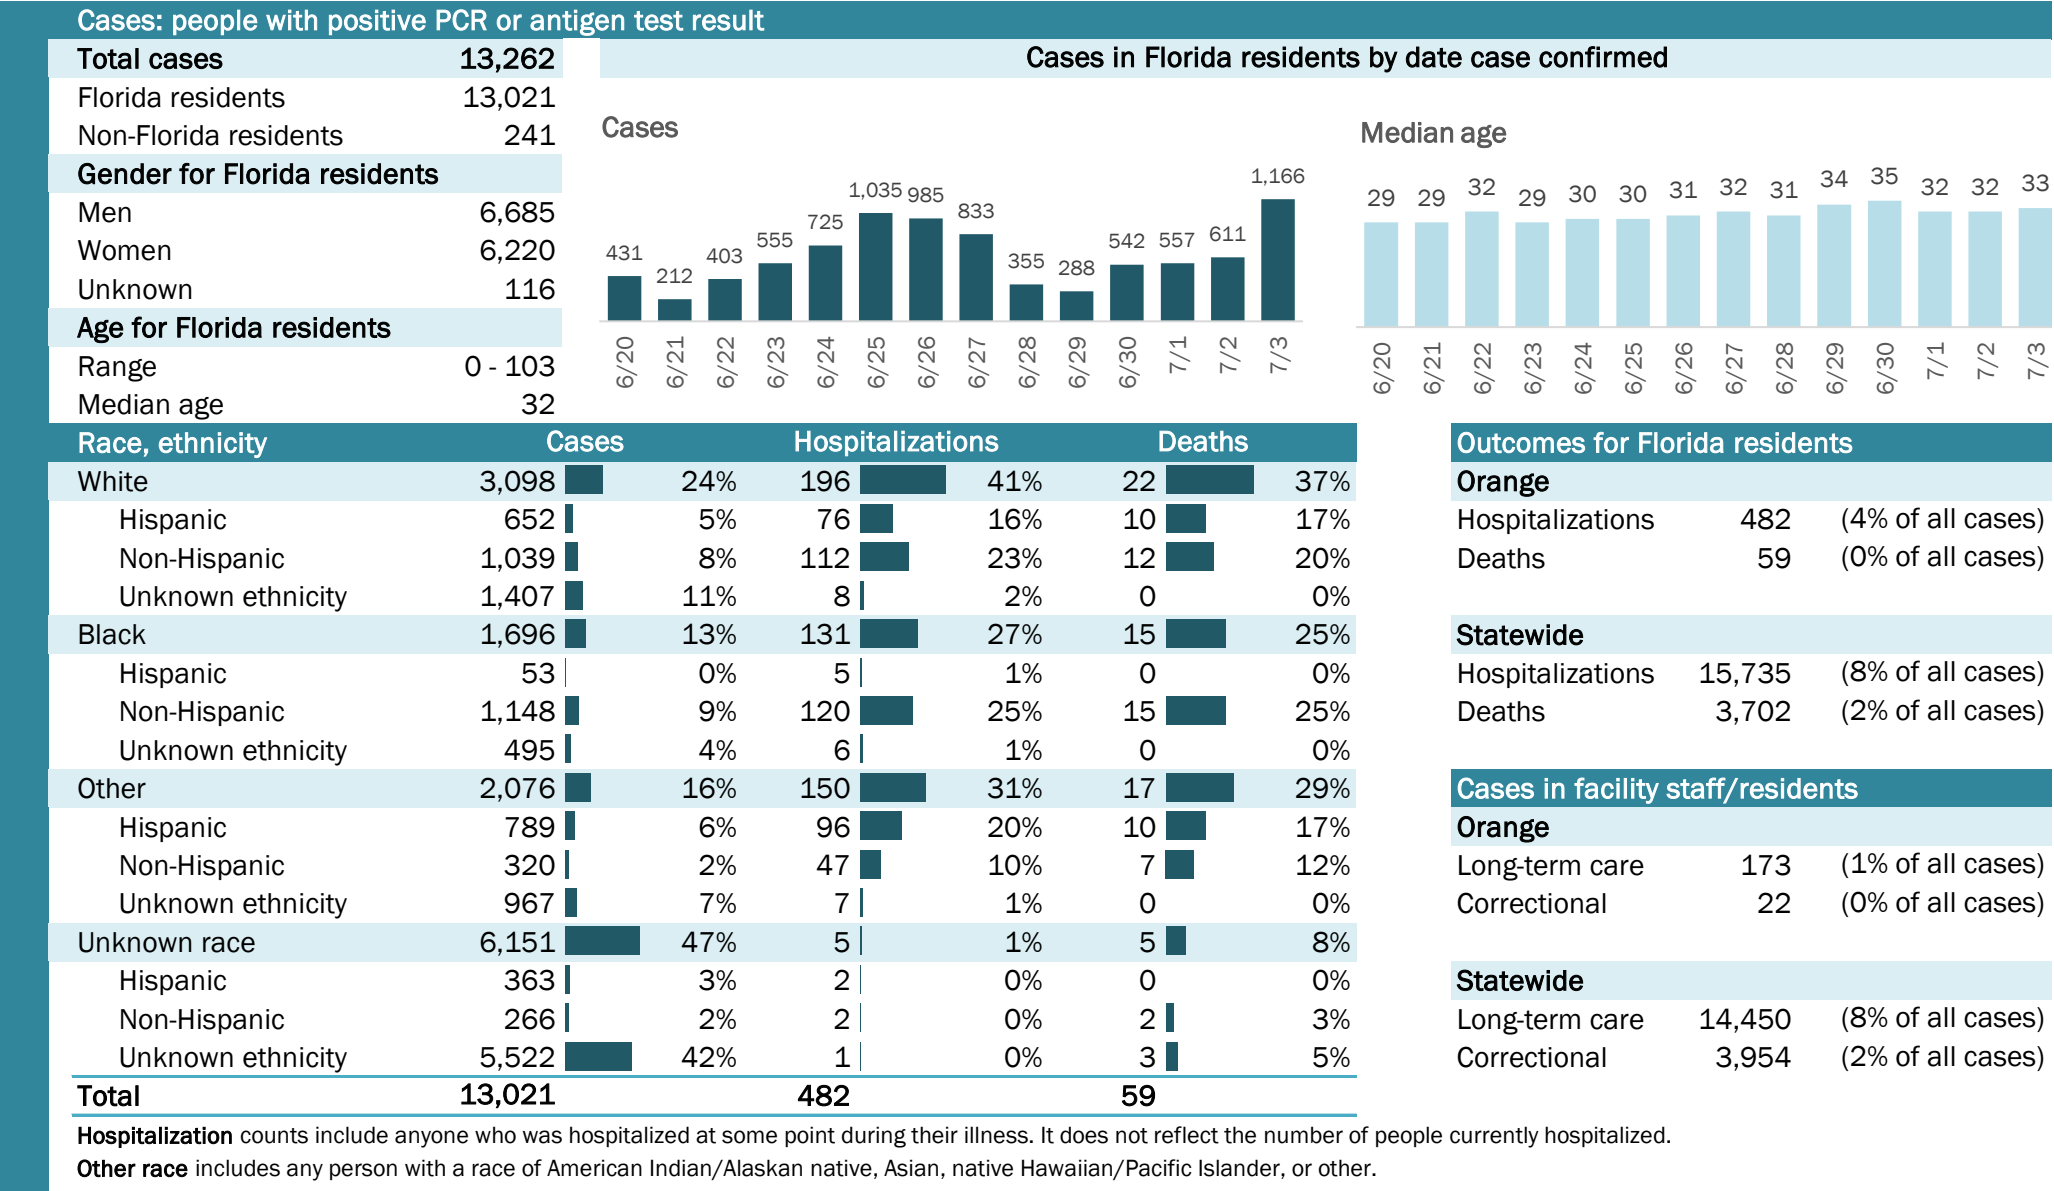 Cases: people with positive PCR or antigen test result
Total cases 13,262
Florida residents 13,021
Non-Florida residents 241
Gender for Florida residents
Men 6,685
Women 6,220
Unknown 116
Age for Florida residents
Range 0 - 103
Median age 32
Cases in Florida residents by date case confirmed
Cases
431 212 403 555 725 1,035 985 833 355 288 542 557 611 1,166
6/20 6/21 6/22 6/23 6/24 6/25 6/26 6/27 6/28 6/29 6/30 7/1 7/2 7/3
Median age
29 29 32 29 30 30 31 32 31 34 35 32 32 33
6/20 6/21 6/22 6/23 6/24 6/25 6/26 6/27 6/28 6/29 6/30 7/1 7/2 7/3
Race, ethnicity Cases Hospitalizations Deaths
White 3,098 24% 196 41% 22 37%
Hispanic 652 5% 76 16% 10 17%
Non-Hispanic 1,039 8% 112 23% 12 20%
Unknown ethnicity 1,407 11% 8 2% 0 0%
Black 1,696 13% 131 27% 15 25%
Hispanic 53 0% 5 1% 0 0%
Non-Hispanic 1,148 9% 120 25% 15 25%
Unknown ethnicity 495 4% 6 1% 0 0%
Other 2,076 16% 150 31% 17 29%
Hispanic 789 6% 96 20% 10 17%
Non-Hispanic 320 2% 47 10% 7 12%
Unknown ethnicity 967 7% 7 1% 0 0%
Unknown race 6,151 47% 5 1% 5 8%
Hispanic 363 3% 2 0% 0 0%
Non-Hispanic 266 2% 2 0% 2 3%
Unknown ethnicity 5,522 42% 1 0% 3 5%
Total 13,021 482 59
Outcomes for Florida residents
Orange
Hospitalizations 482 (4% of all cases)
Deaths 59 (0% of all cases)
Statewide
Hospitalizations 15,735 (8% of all cases)
Deaths 3,702 (2% of all cases)
Cases in facility staff/residents
Orange
Long-term care 173 (1% of all cases)
Correctional 22 (0% of all cases)
Statewide
Long-term care 14,450 (8% of all cases)
Correctional 3,954 (2% of all cases)
Hospitalization counts include anyone who was hospitalized at some point during their illness. It does not reflect the number of people currently hospitalized.
Other race includes any person with a race of American Indian/Alaskan native, Asian, native Hawaiian/Pacific Islander, or other.